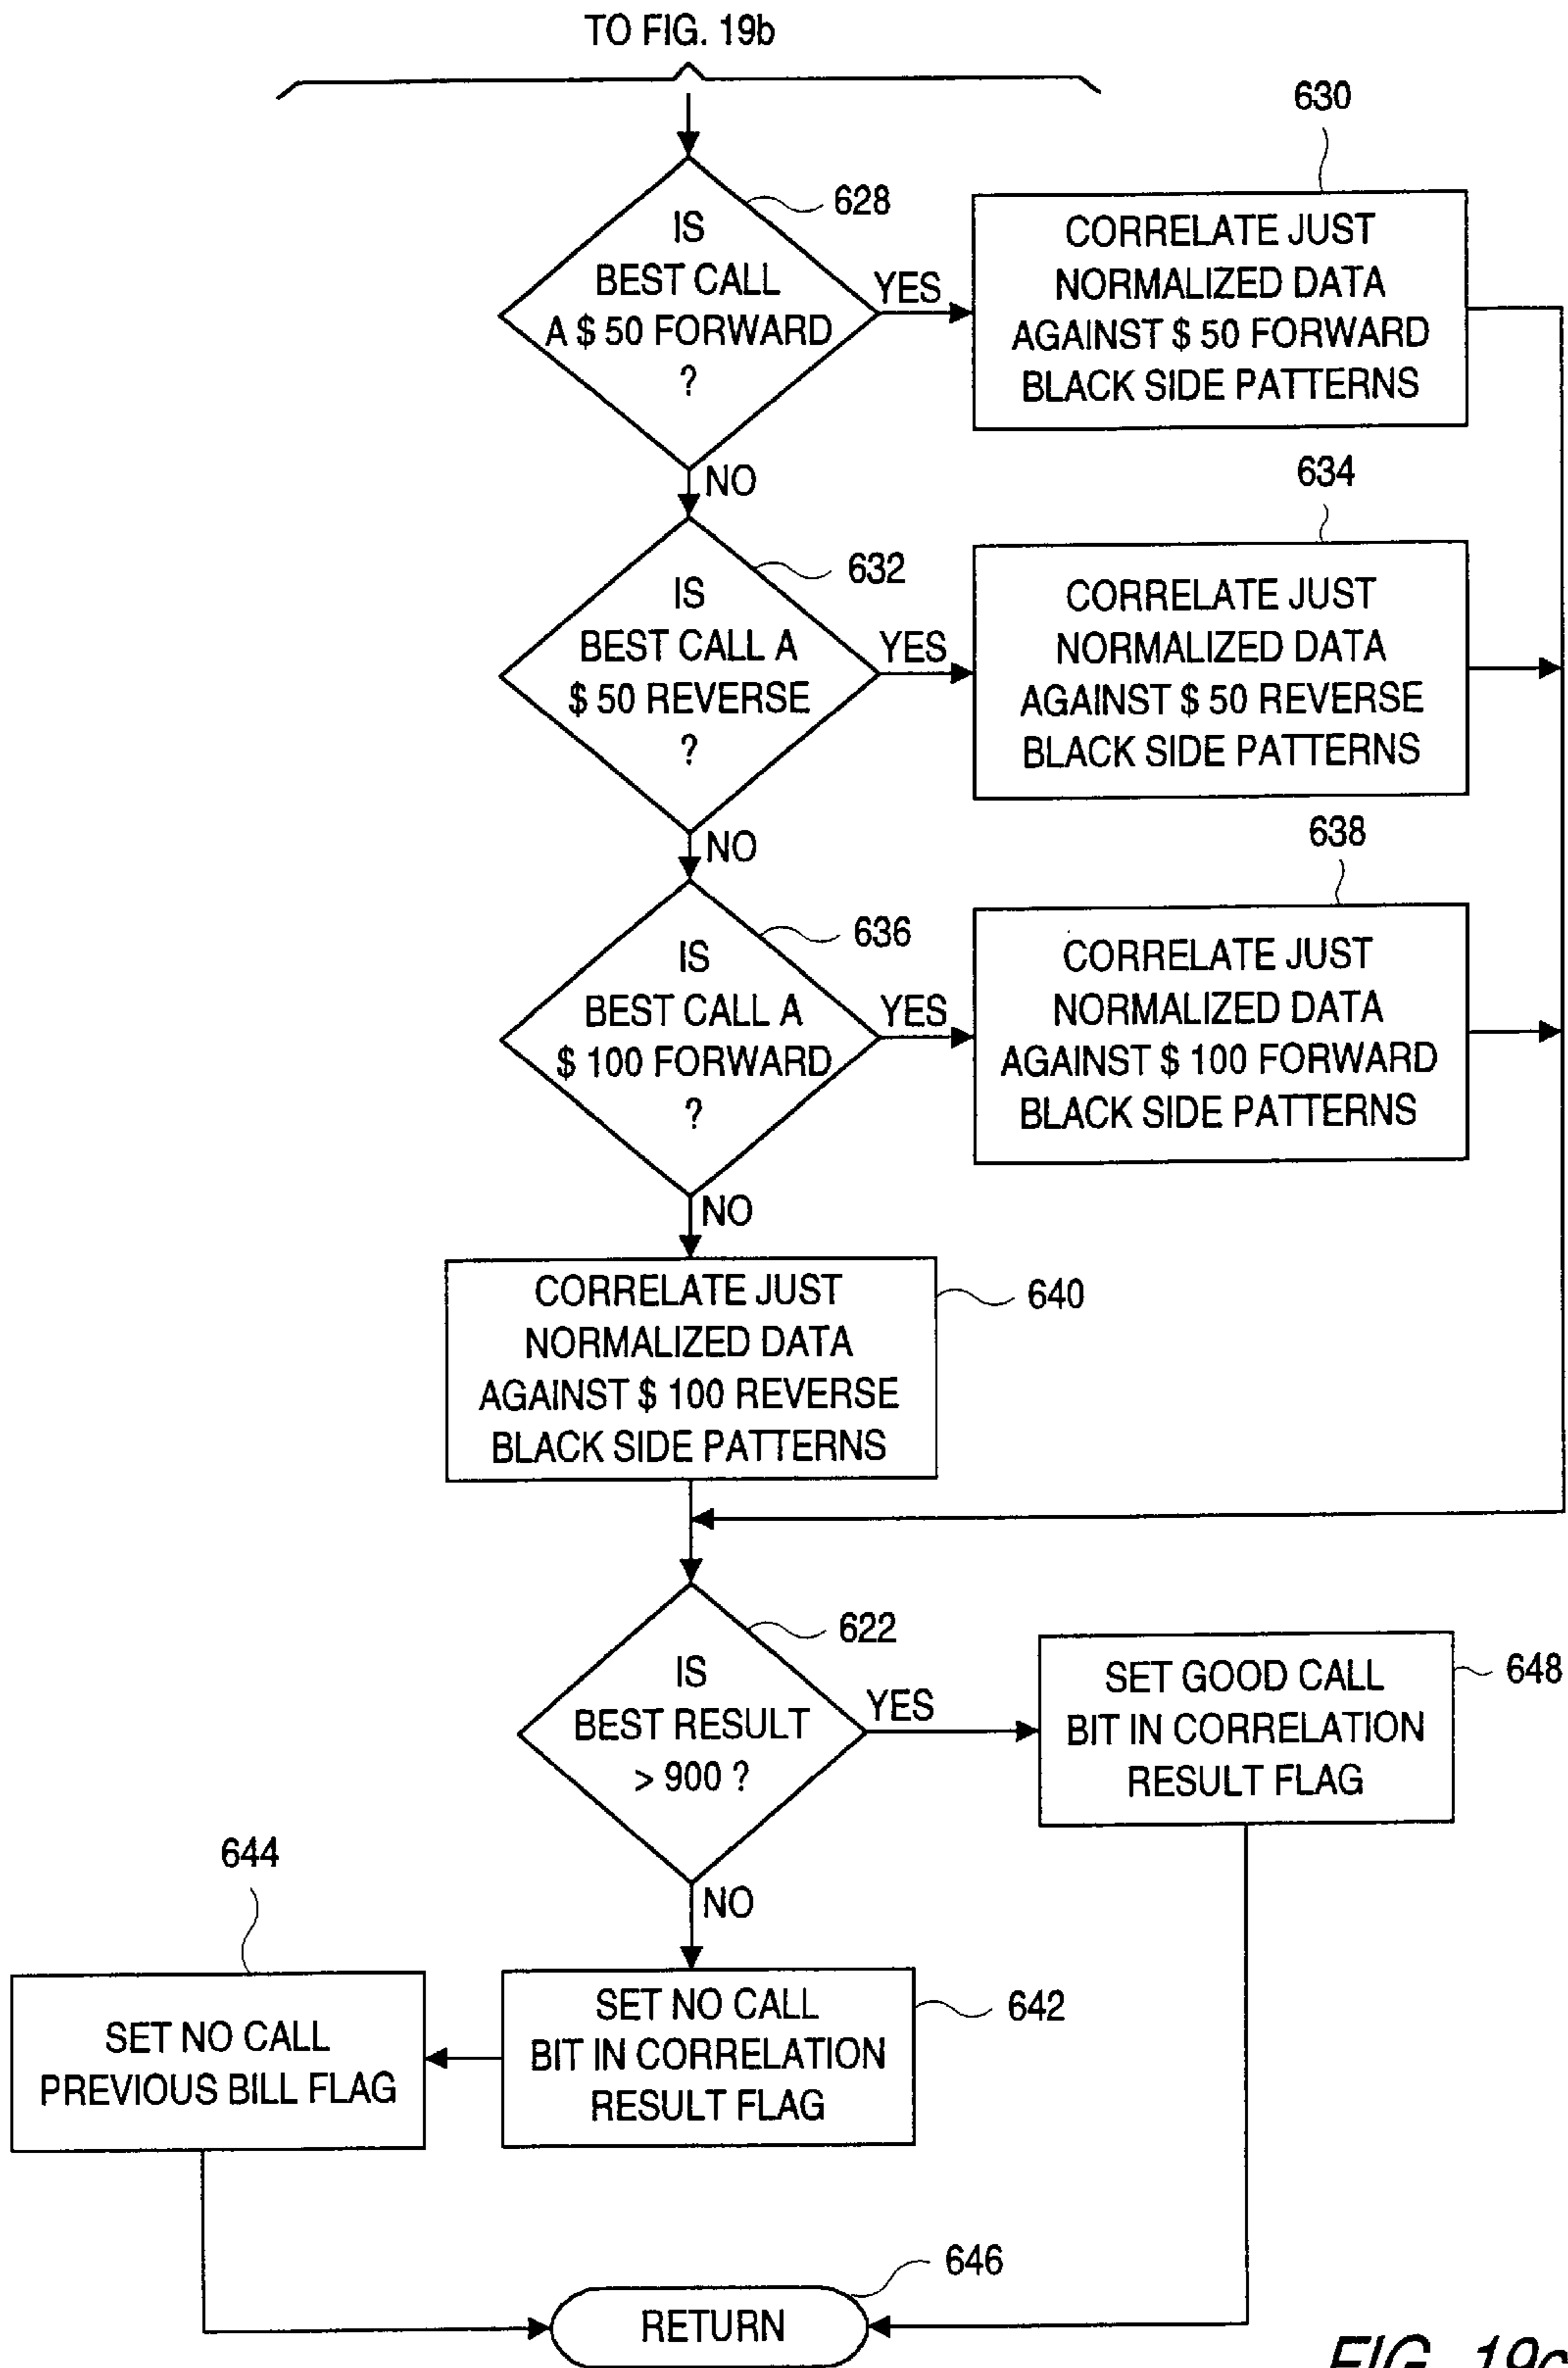 TO FIG. 19b
628
IS
BEST CALL
A $ 50 FORWARD
?
YES
NO
630
CORRELATE JUST
NORMALIZED DATA
AGAINST $ 50 FORWARD
BLACK SIDE PATTERNS
632
IS
BEST CALL A
$ 50 REVERSE
?
YES
NO
634
CORRELATE JUST
NORMALIZED DATA
AGAINST $ 50 REVERSE
BLACK SIDE PATTERNS
636
IS
BEST CALL A
$ 100 FORWARD
?
YES
NO
638
CORRELATE JUST
NORMALIZED DATA
AGAINST $ 100 FORWARD
BLACK SIDE PATTERNS
CORRELATE JUST
NORMALIZED DATA
AGAINST $ 100 REVERSE
BLACK SIDE PATTERNS
640
622
IS
BEST RESULT
> 900 ?
YES
NO
SET GOOD CALL
BIT IN CORRELATION
RESULT FLAG
648
644
SET NO CALL
PREVIOUS BILL FLAG
SET NO CALL
BIT IN CORRELATION
RESULT FLAG
642
646
RETURN
FIG. 19c